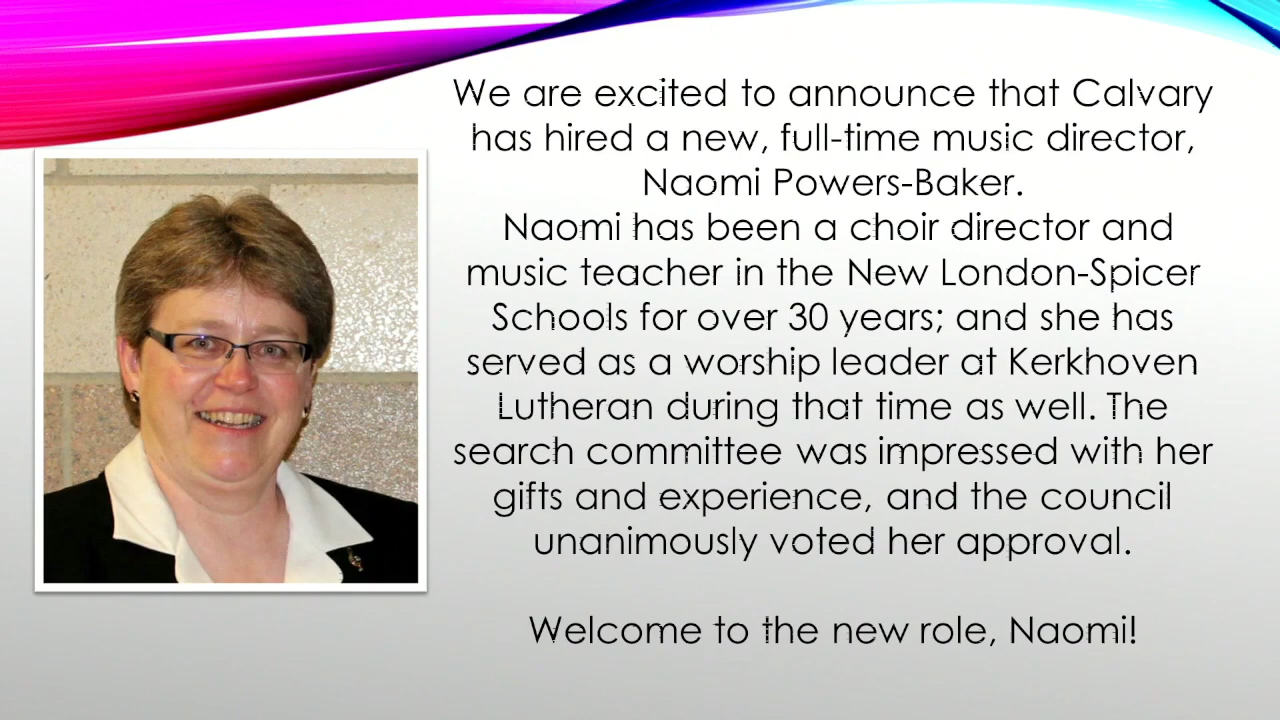 We are excited to announce that Calvary
has hired a new, full-time music director,
Naomi Powers-Baker.
Naomi has been a choir director and
music teacher in the New London-Spicer
Schools for over 30 years; and she has
served as a worship leader at Kerkhoven
Lutheran during that time as well. The
search committee was impressed with her
gifts and experience, and the council
unanimously voted her approval.
Welcome to the new role, Naomi!